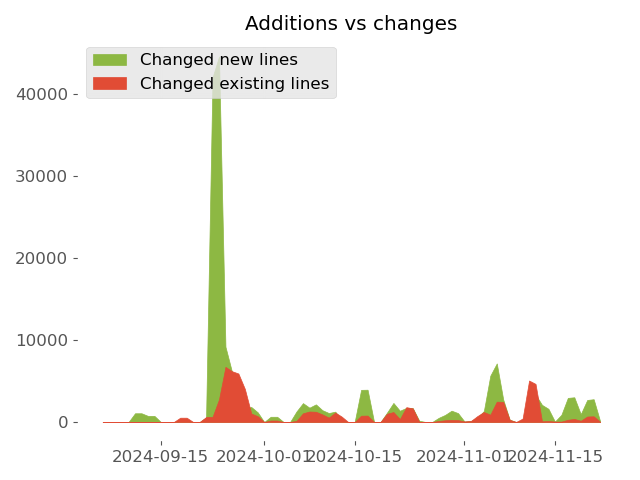 Additions vs changes
Changed new lines
Changed existing lines
40000
30000
20000
10000
0
2024-09-15 2024-10-01 2024-10-15 2024-11-01 2024-11-15